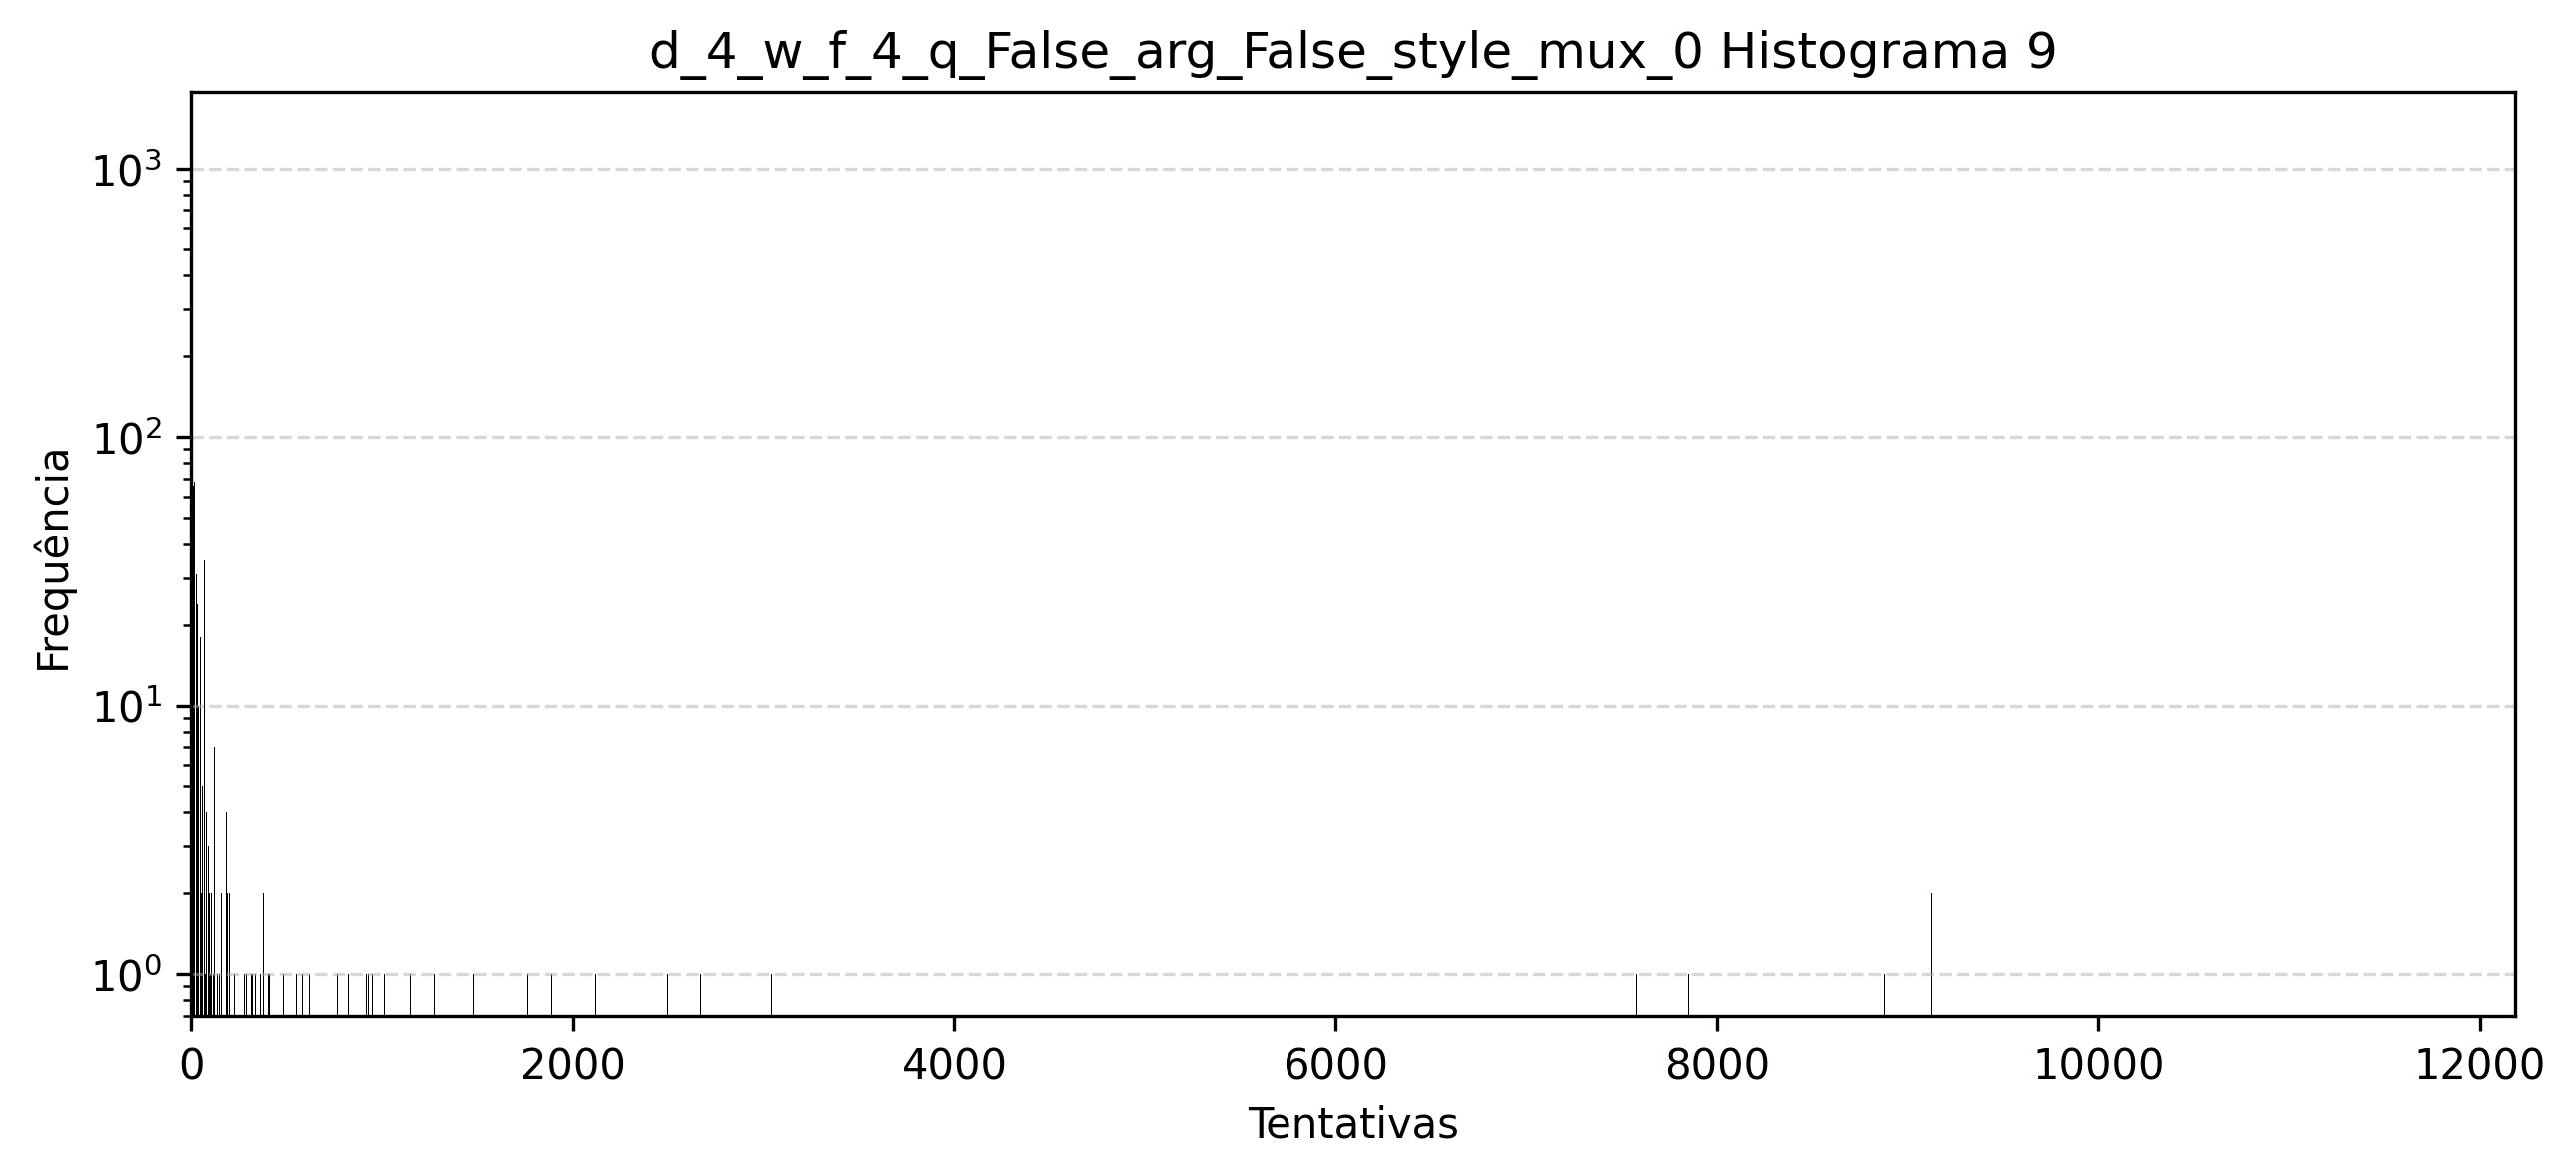 d_4_w_f_4_q_False_arg_False_style_mux_0 Histograma 9
10³
10²
10¹
10⁰
Frequência
0 2000 4000 6000 8000 10000 12000
Tentativas